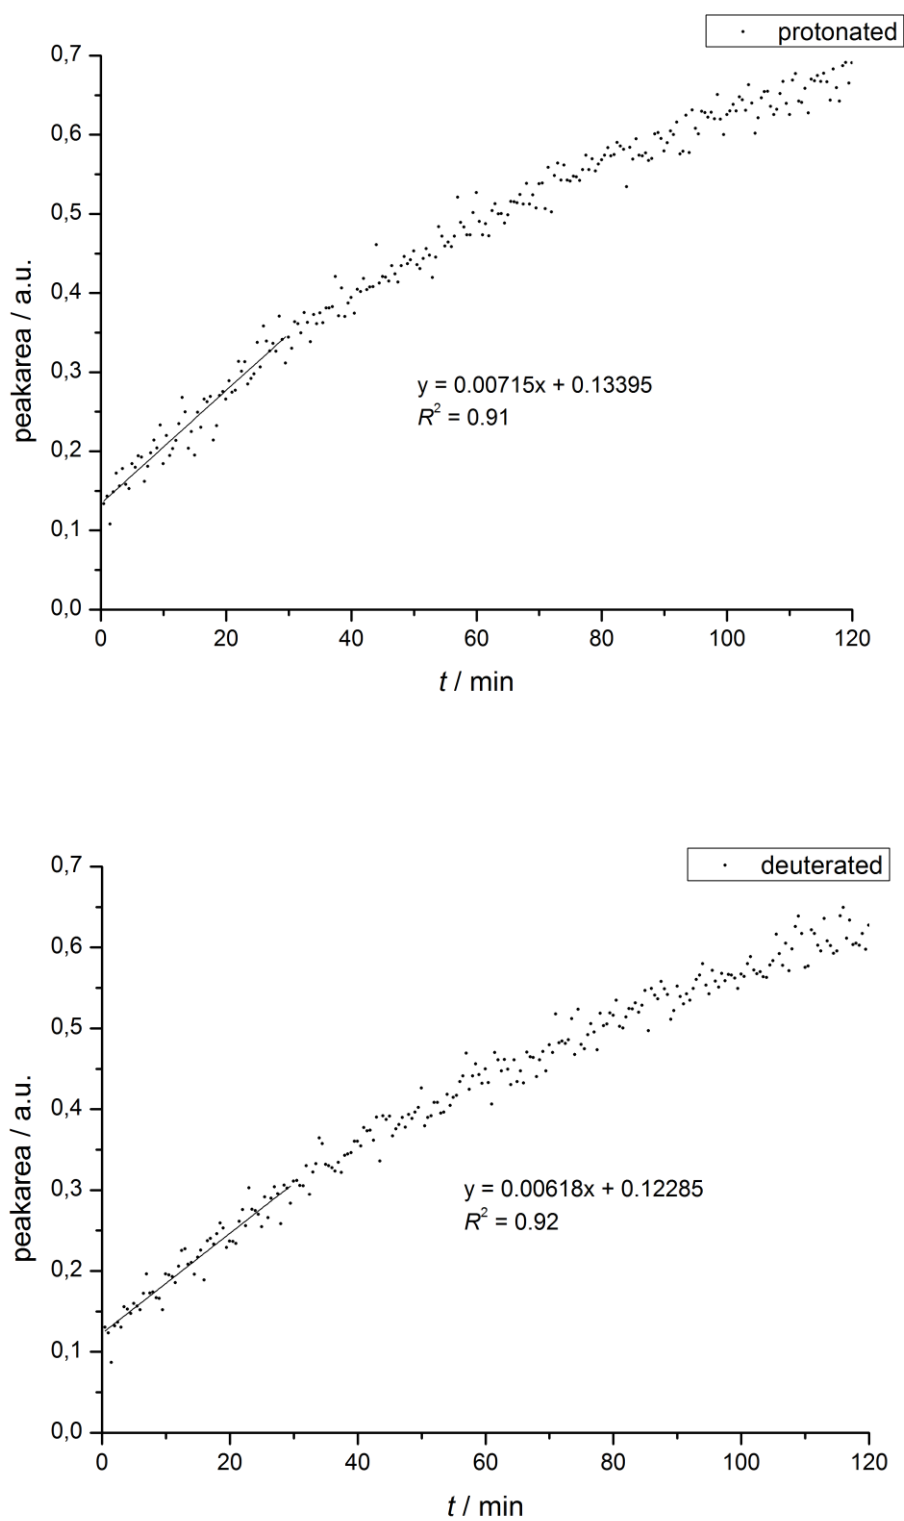 protonated
0,7
0,6
0,5
0,4
0,3
0,2
0,1
0,0
peakarea / a.u.
y = 0.00715x + 0.13395
R² = 0.91
0 20 40 60 80 100 120
t / min
deuterated
0,7
0,6
0,5
0,4
0,3
0,2
0,1
0,0
peakarea / a.u.
y = 0.00618x + 0.12285
R² = 0.92
0 20 40 60 80 100 120
t / min